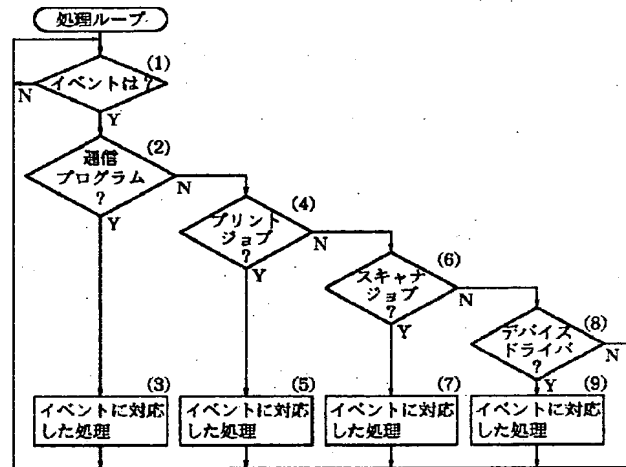 処理ループ
(1)
イベントは?
N
Y
(2)
通信
プログラム
?
N
Y
(4)
プリント
ジョブ
?
N
Y
(6)
スキャナ
ジョブ
?
N
Y
(8)
デバイス
ドライバ
?
N
Y
(3)
イベントに対応
した処理
(5)
イベントに対応
した処理
(7)
イベントに対応
した処理
(9)
イベントに対応
した処理